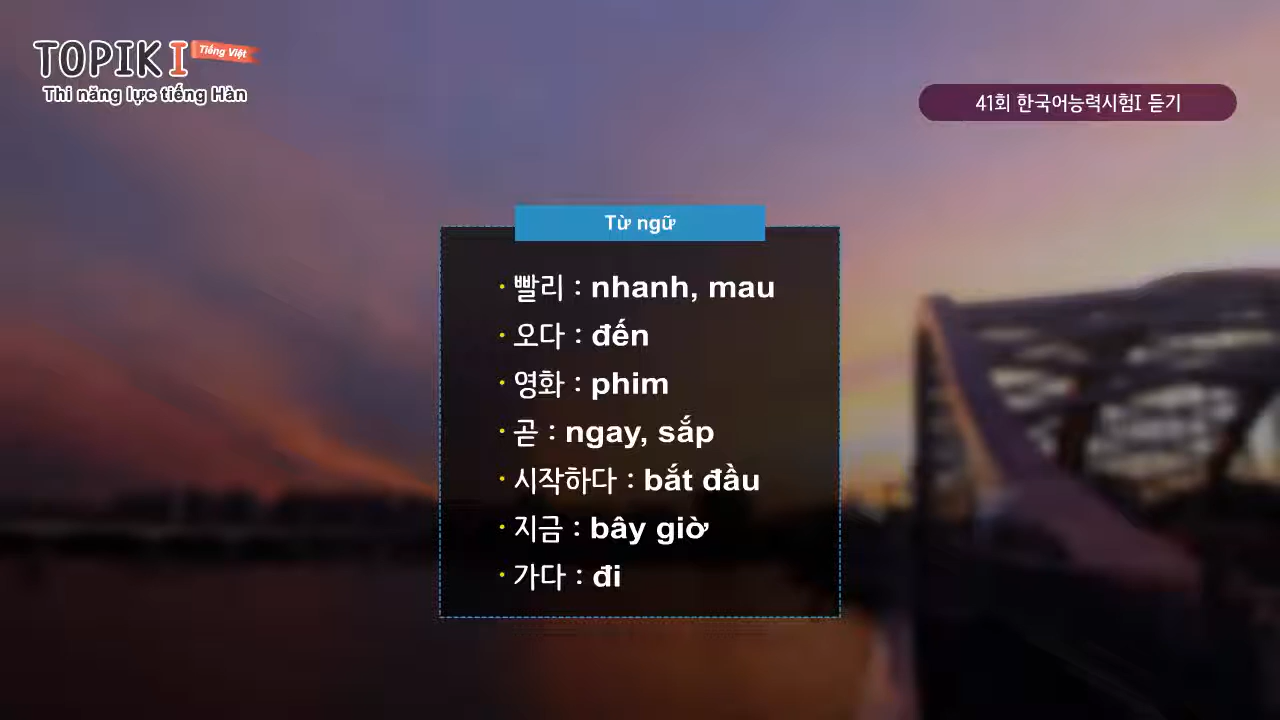 TOPIK I Tiếng Việt
Thi năng lực tiếng Hàn
41회 한국어능력시험I 듣기
Từ ngữ
· 빨리 : nhanh, mau
· 오다 : đến
· 영화 : phim
· 곧 : ngay, sắp
· 시작하다 : bắt đầu
· 지금 : bây giờ
· 가다 : đi